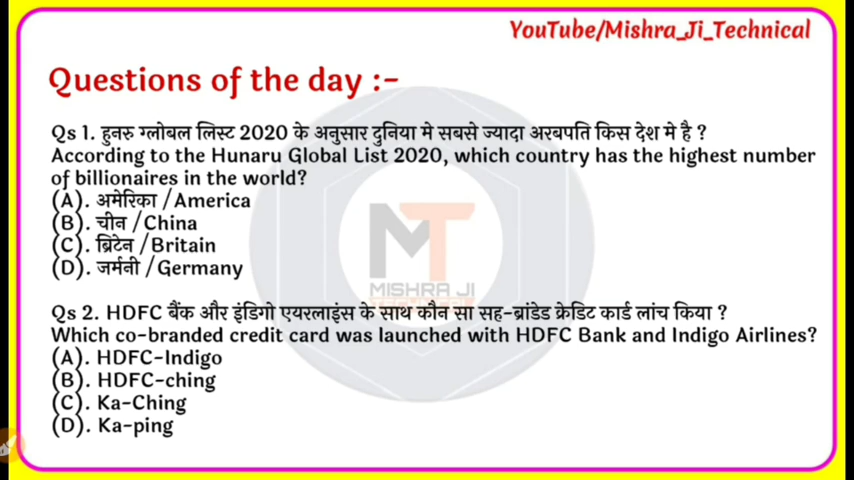 YouTube/Mishra_Ji_Technical
Questions of the day :-
Qs 1. हुनरु ग्लोबल लिस्ट 2020 के अनुसार दुनिया मे सबसे ज्यादा अरबपति किस देश मे है ?
According to the Hunaru Global List 2020, which country has the highest number
of billionaires in the world?
(A). अमेरिका /America
(B). चीन /China
(C). ब्रिटेन /Britain
(D). जर्मनी /Germany
MT
MISHRA JI
TECHNICAL
Qs 2. HDFC बैंक और इंडिगो एयरलाइंस के साथ कौन सा सह-ब्रांडेड क्रेडिट कार्ड लांच किया ?
Which co-branded credit card was launched with HDFC Bank and Indigo Airlines?
(A). HDFC-Indigo
(B). HDFC-ching
(C). Ka-Ching
(D). Ka-ping